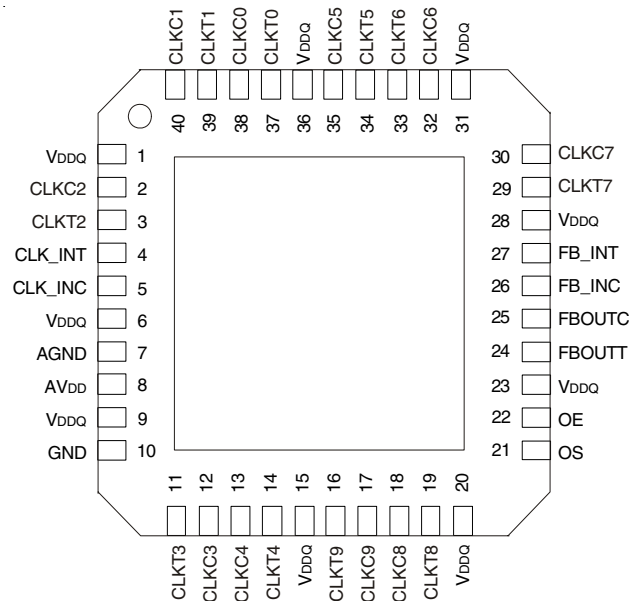 CLKC1 CLKT1 CLKC0 CLKT0 VDDQ CLKC5 CLKT5 CLKT6 CLKC6 VDDQ
40 39 38 37 36 35 34 33 32 31
VDDQ 1 30 CLKC7
CLKC2 2 29 CLKT7
CLKT2 3 28 VDDQ
CLK_INT 4 27 FB_INT
CLK_INC 5 26 FB_INC
VDDQ 6 25 FBOUTC
AGND 7 24 FBOUTT
AVDD 8 23 VDDQ
VDDQ 9 22 OE
GND 10 21 OS
11 12 13 14 15 16 17 18 19 20
CLKT3 CLKC3 CLKC4 CLKT4 VDDQ CLKT9 CLKC9 CLKC8 CLKT8 VDDQ